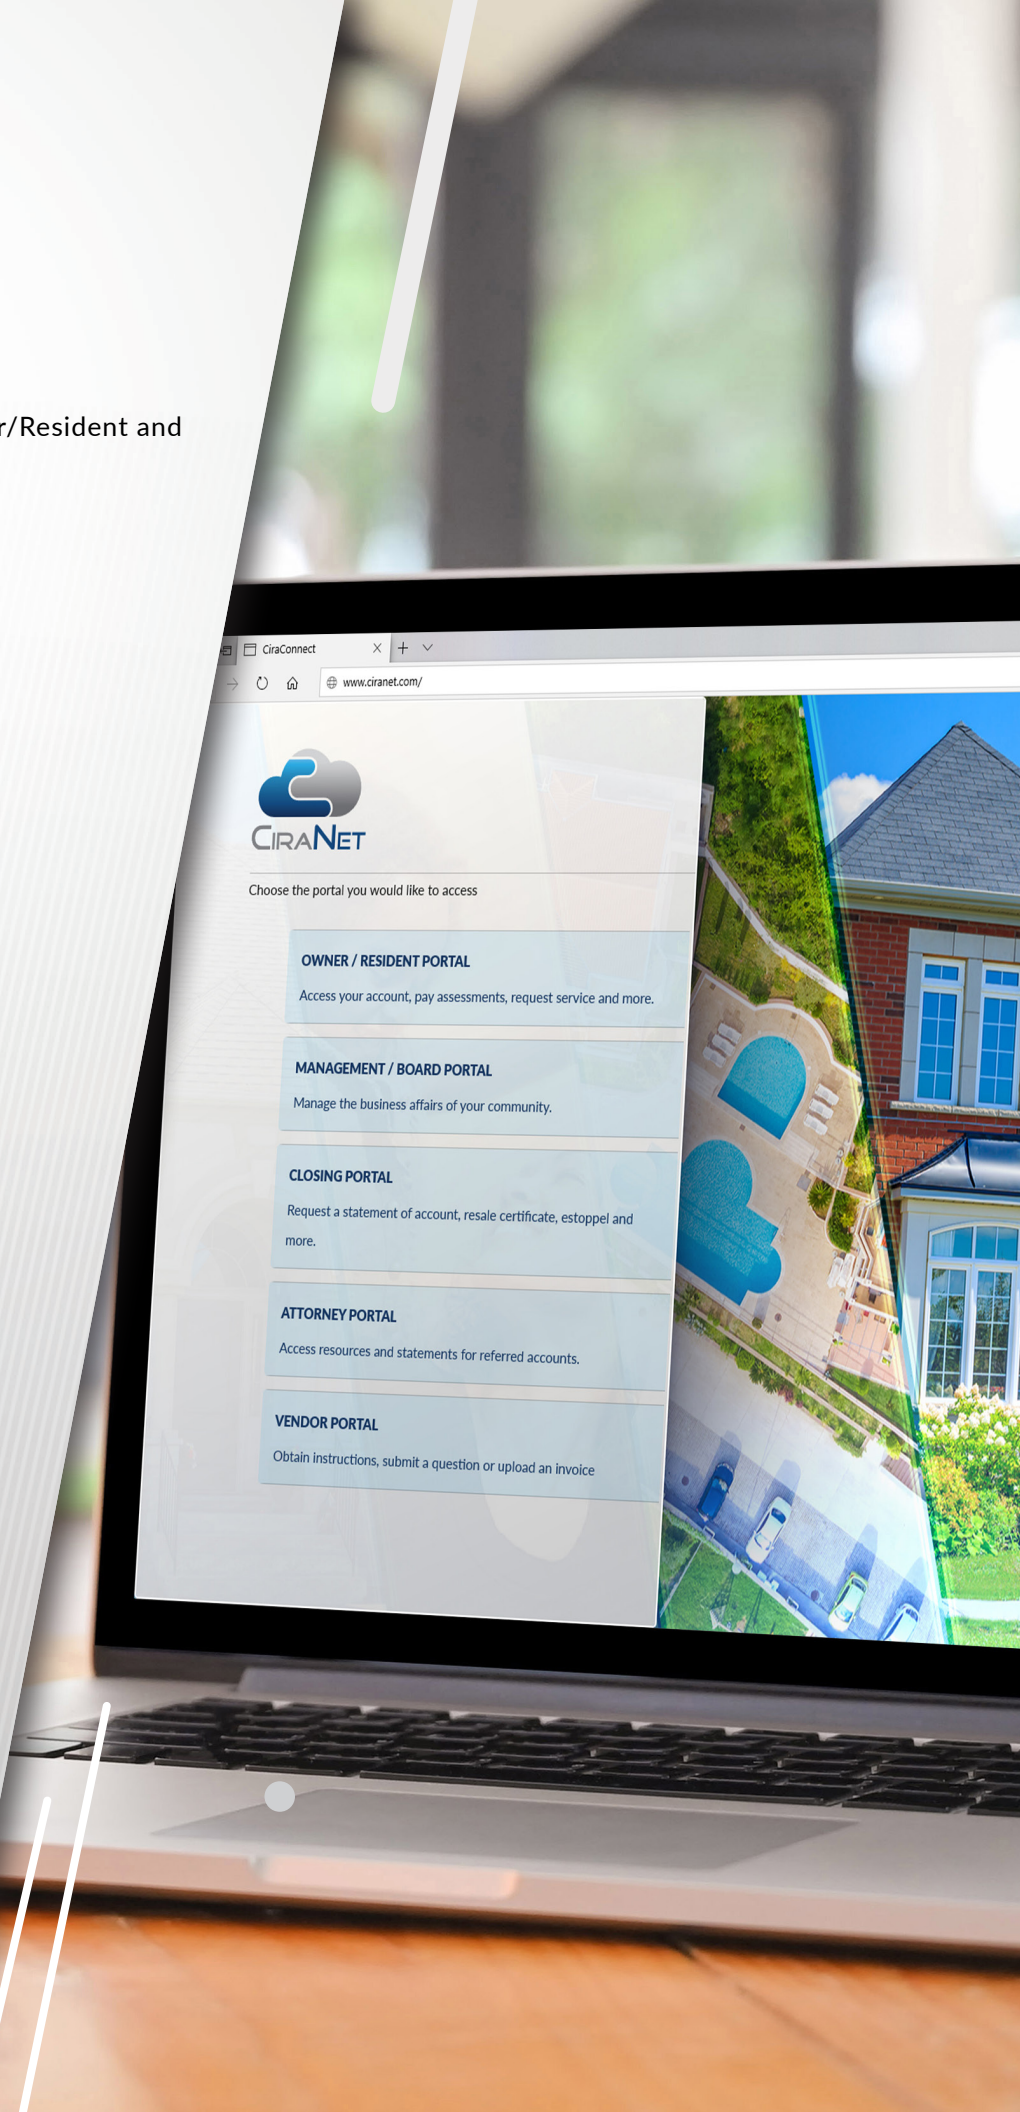 r/Resident and
CiraConnect
www.ciranet.com/
CIRANET
Choose the portal you would like to access
OWNER / RESIDENT PORTAL
Access your account, pay assessments, request service and more.
MANAGEMENT / BOARD PORTAL
Manage the business affairs of your community.
CLOSING PORTAL
Request a statement of account, resale certificate, estoppel and
more.
ATTORNEY PORTAL
Access resources and statements for referred accounts.
VENDOR PORTAL
Obtain instructions, submit a question or upload an invoice